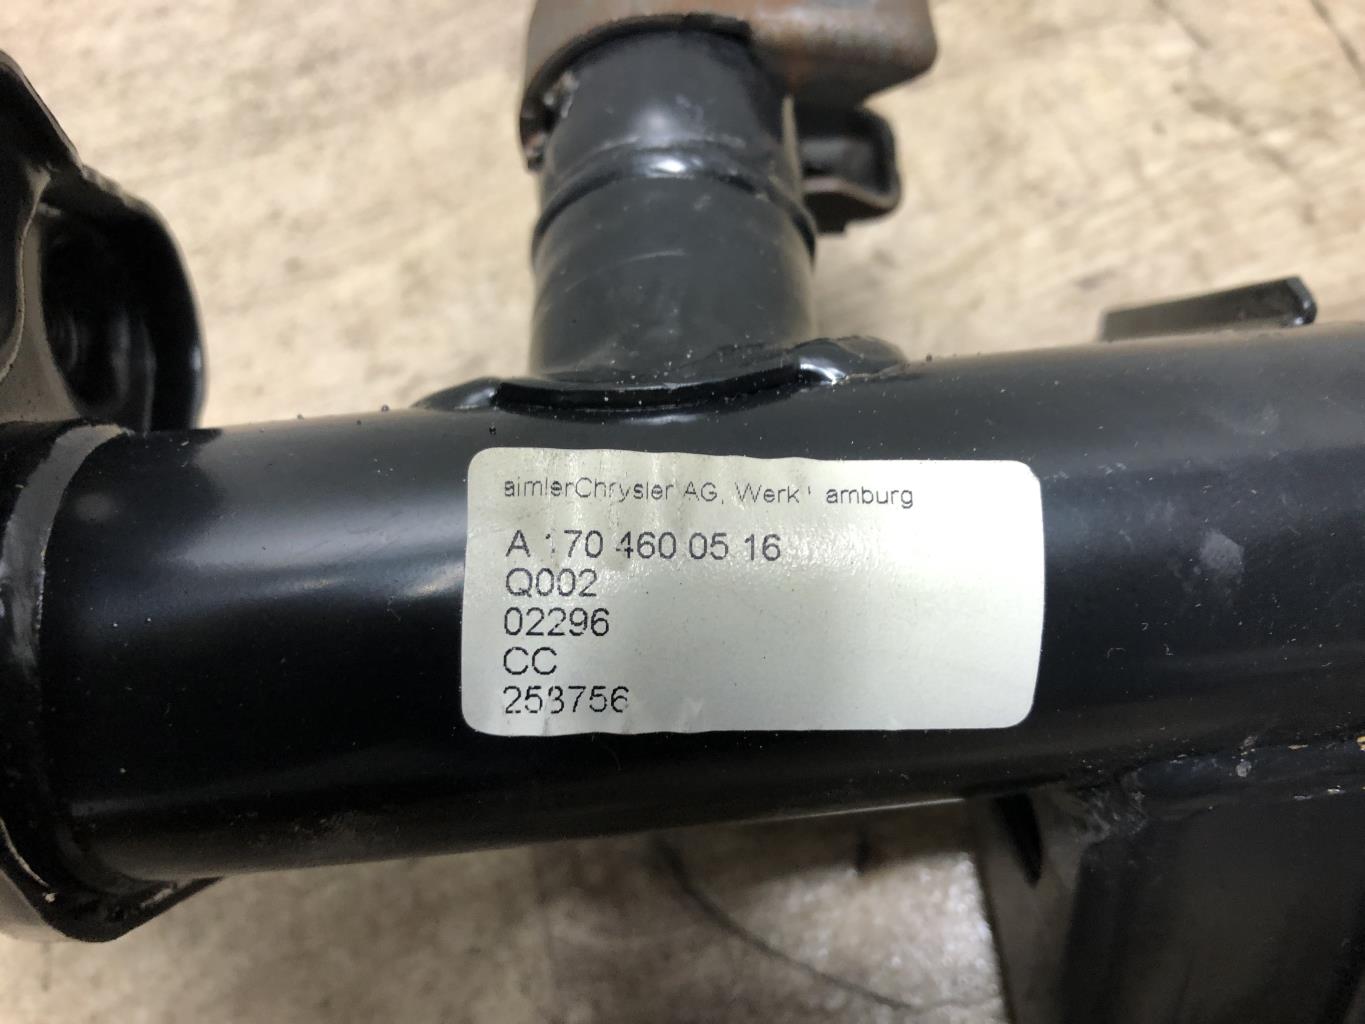 aimlerChrysler AG, Werk amburg
A 170 460 05 16
Q002
02296
CC
253756